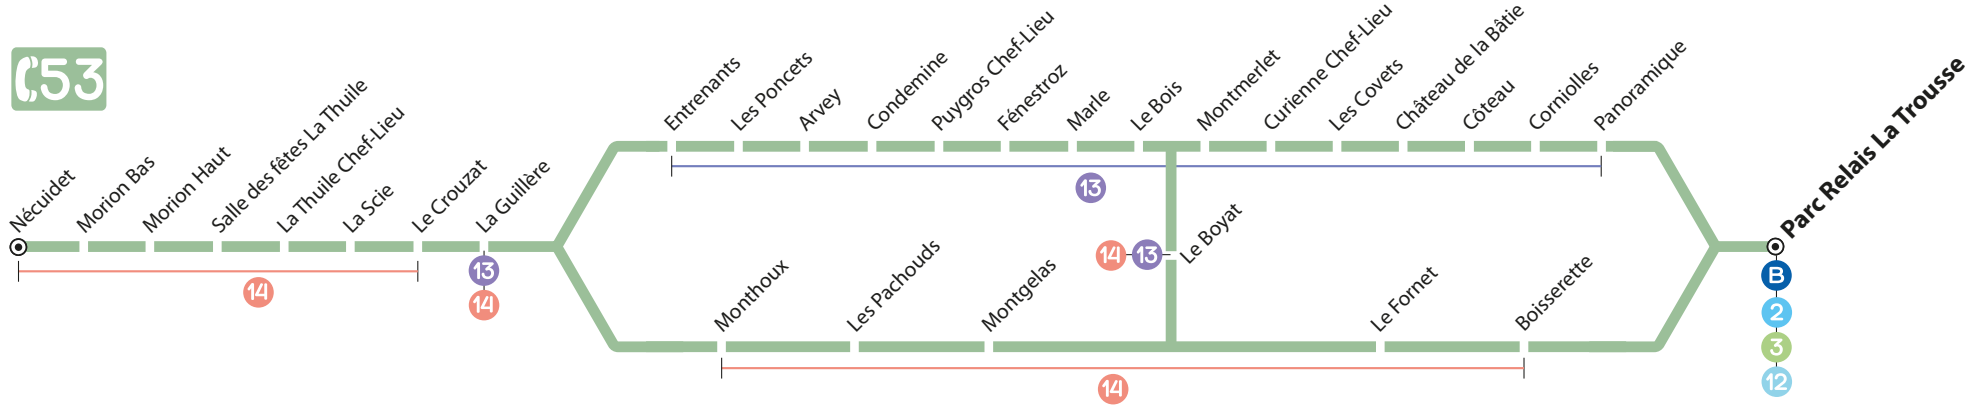 53
Nécuidet
Morion Bas
Morion Haut
Salle des fêtes La Thuile
La Thuile Chef-Lieu
La Scie
Le Crouzat
La Guillère
14
13
14
Entrenants
Les Poncets
Arvey
Condemine
Puygros Chef-Lieu
Fénestroz
Marle
Le Bois
Montmerlet
Curienne Chef-Lieu
Les Covets
Château de la Bâtie
Côteau
Corniolles
Panoramique
13
14
13
Le Boyat
Monthoux
Les Pachouds
Montgelas
Le Fornet
Boisserette
14
Parc Relais La Trousse
B
2
3
12